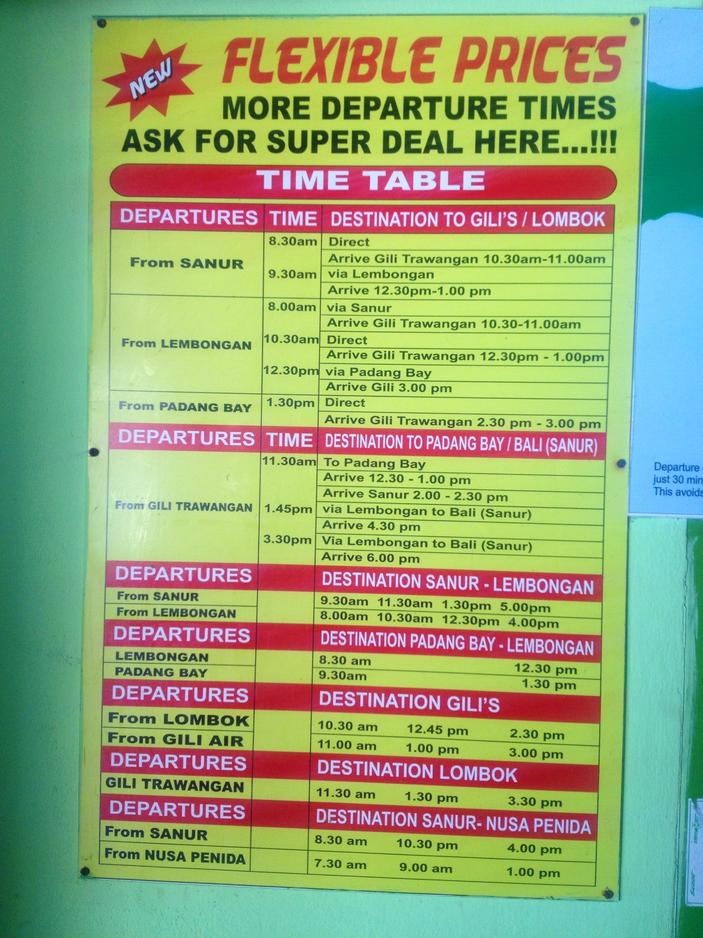 NEW
FLEXIBLE PRICES
MORE DEPARTURE TIMES
ASK FOR SUPER DEAL HERE...!!!
TIME TABLE
DEPARTURES TIME DESTINATION TO GILI'S / LOMBOK
From SANUR
8.30am Direct
Arrive Gili Trawangan 10.30am-11.00am
9.30am via Lembongan
Arrive 12.30pm-1.00 pm
From LEMBONGAN
8.00am via Sanur
Arrive Gili Trawangan 10.30-11.00am
10.30am Direct
Arrive Gili Trawangan 12.30pm - 1.00pm
12.30pm via Padang Bay
Arrive Gili 3.00 pm
From PADANG BAY 1.30pm Direct
Arrive Gili Trawangan 2.30 pm - 3.00 pm
DEPARTURES TIME DESTINATION TO PADANG BAY / BALI (SANUR)
From GILI TRAWANGAN
11.30am To Padang Bay
Arrive 12.30 - 1.00 pm
Arrive Sanur 2.00 - 2.30 pm
1.45pm via Lembongan to Bali (Sanur)
Arrive 4.30 pm
3.30pm Via Lembongan to Bali (Sanur)
Arrive 6.00 pm
DEPARTURES DESTINATION SANUR - LEMBONGAN
From SANUR 9.30am 11.30am 1.30pm 5.00pm
From LEMBONGAN 8.00am 10.30am 12.30pm 4.00pm
DEPARTURES DESTINATION PADANG BAY - LEMBONGAN
LEMBONGAN 8.30 am 12.30 pm
PADANG BAY 9.30am 1.30 pm
DEPARTURES DESTINATION GILI'S
From LOMBOK 10.30 am 12.45 pm 2.30 pm
From GILI AIR 11.00 am 1.00 pm 3.00 pm
DEPARTURES DESTINATION LOMBOK
GILI TRAWANGAN 11.30 am 1.30 pm 3.30 pm
DEPARTURES DESTINATION SANUR- NUSA PENIDA
From SANUR 8.30 am 10.30 pm 4.00 pm
From NUSA PENIDA 7.30 am 9.00 am 1.00 pm
Departure
just 30 min
This avoids